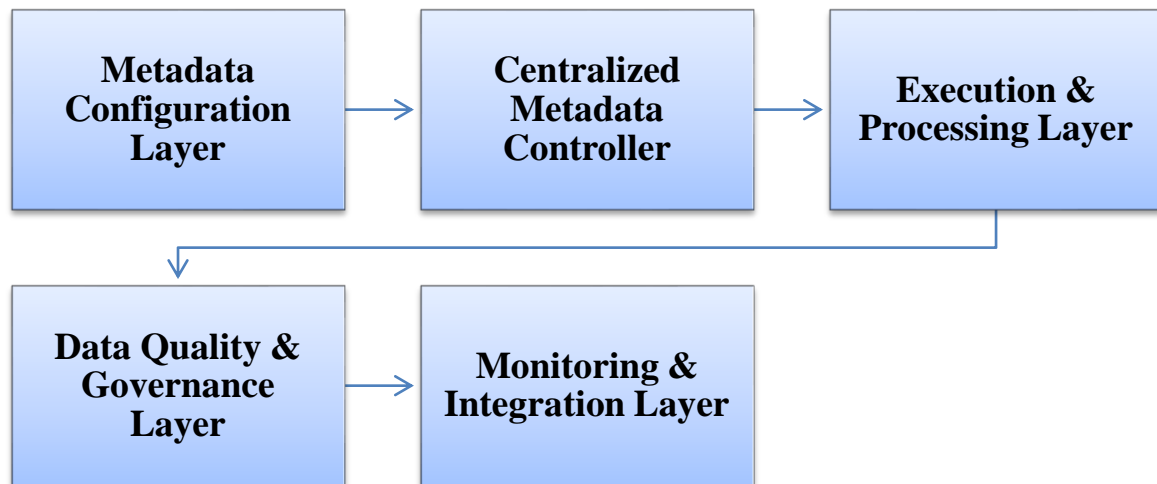 Metadata
Configuration
Layer
Centralized
Metadata
Controller
Execution &
Processing Layer
Data Quality &
Governance
Layer
Monitoring &
Integration Layer